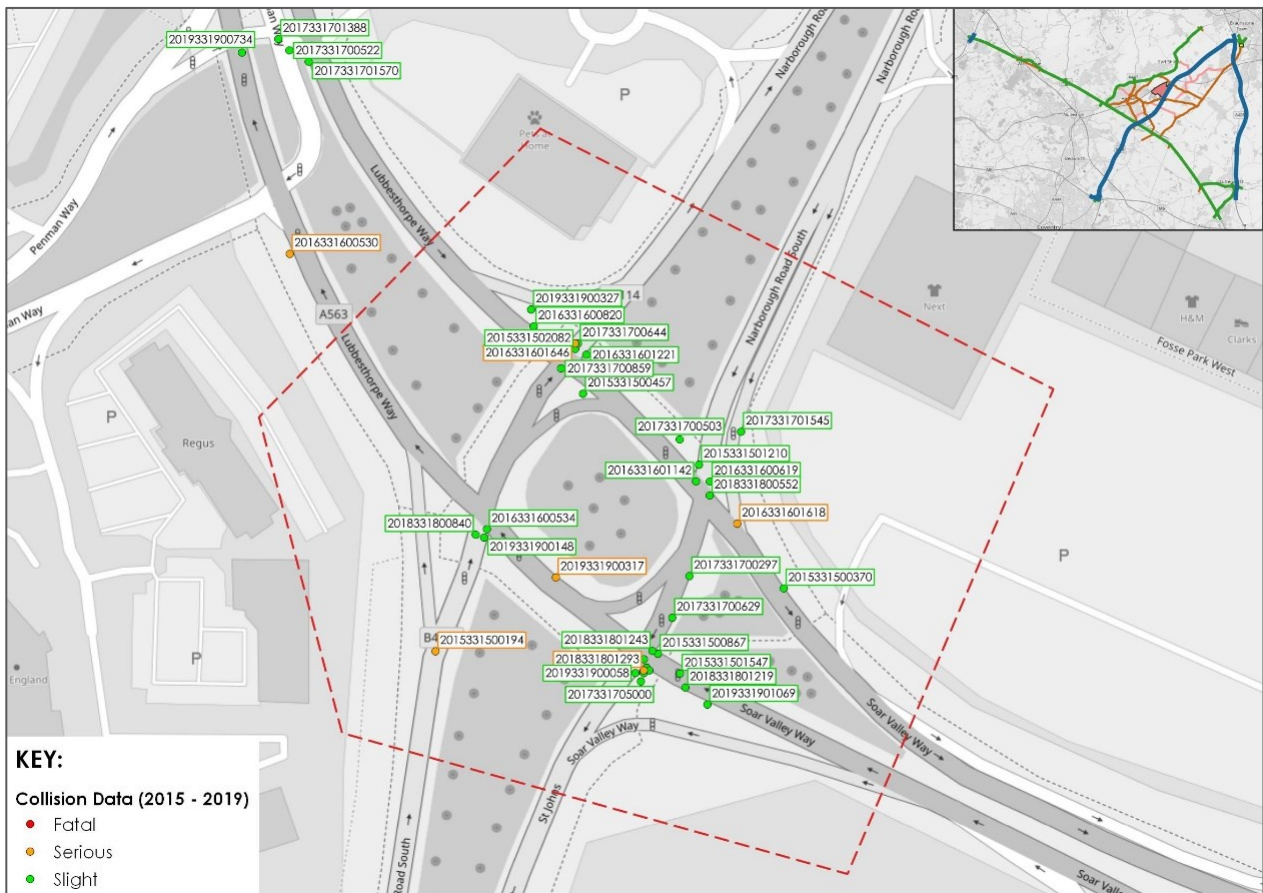 Narborough Road
Narborough Road
2017331701388
2019331900734
2017331700522
2017331701570
P
Lubbesthorpe Way
Penman Way
2016331600530
A563
Narborough Road South
Next
H&M
Clarks
Fosse Park West
2019331900327
2016331600820
2015331502082
2017331700644
2016331601646
2016331601221
2017331700859
2015331500457
Lubbesthorpe Way
P
Regus
2017331700503
2017331701545
2015331501210
2016331601142
2016331600619
2018331800552
2016331601618
2018331800840
2016331600534
2019331900148
2019331900317
P
2017331700297
2015331500370
2017331700629
2015331500194
2018331801243
2015331500867
2018331801293
2015331501547
2019331900058
2018331801219
2017331705000
2019331901069
P
England
Soar Valley Way
Soar Valley Way
Soar Valley Way
St Johns
Road South
Soar Valley
KEY:
Collision Data (2015 - 2019)
Fatal
Serious
Slight